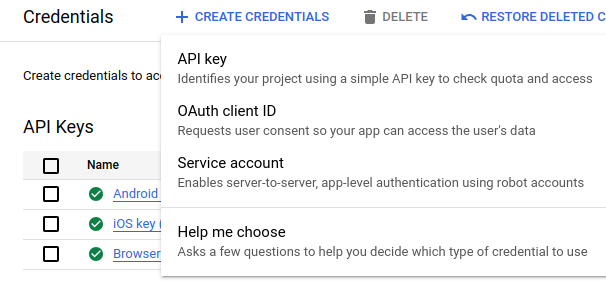 Credentials
CREATE CREDENTIALS
DELETE
RESTORE DELETED C
Create credentials to acc
API key
Identifies your project using a simple API key to check quota and access
OAuth client ID
Requests user consent so your app can access the user's data
Service account
Enables server-to-server, app-level authentication using robot accounts
Help me choose
Asks a few questions to help you decide which type of credential to use
API Keys
Name
Android
iOS key (
Browser